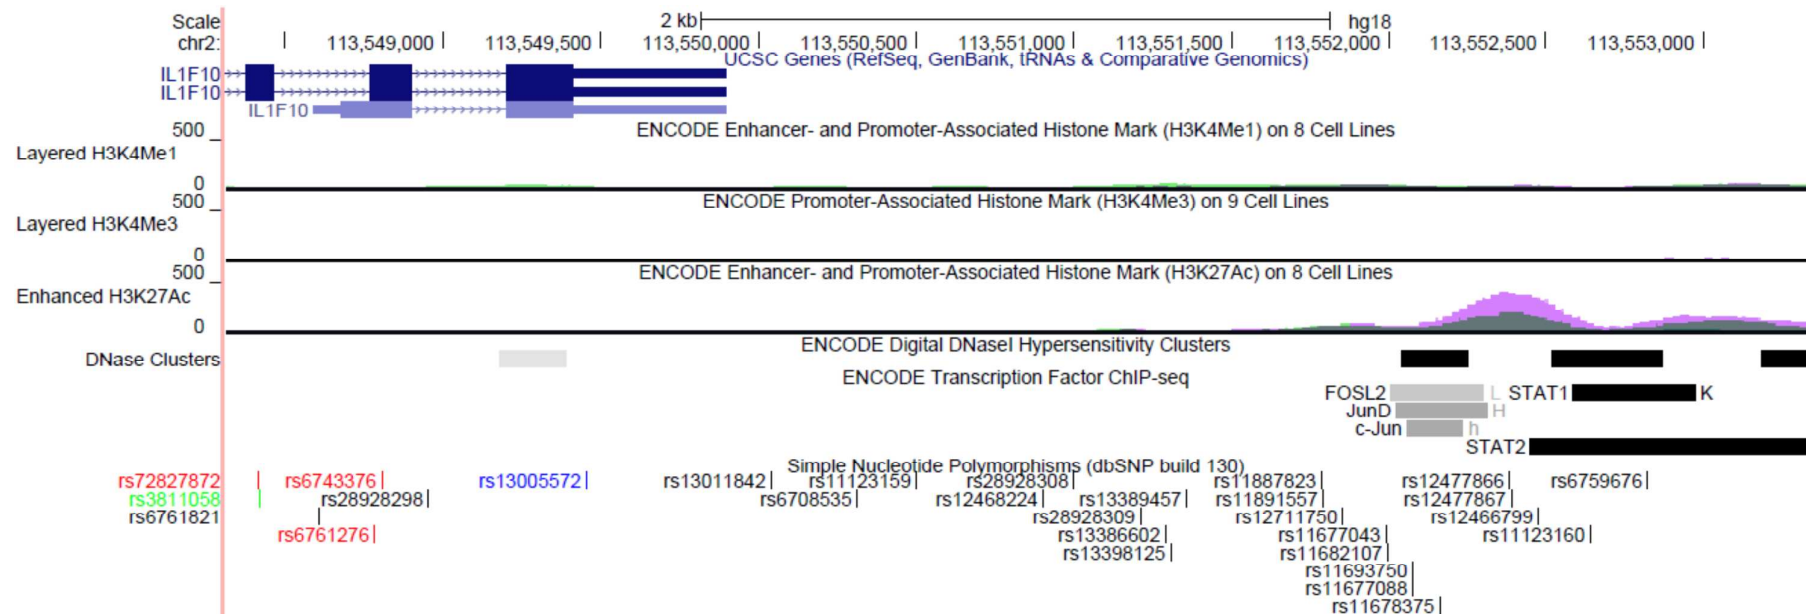 Scale 2 kb hg18
chr2: 113,549,000 113,549,500 113,550,000 113,550,500 113,551,000 113,551,500 113,552,000 113,552,500 113,553,000
UCSC Genes (RefSeq, GenBank, tRNAs & Comparative Genomics)
IL1F10
IL1F10
IL1F10
ENCODE Enhancer- and Promoter-Associated Histone Mark (H3K4Me1) on 8 Cell Lines
500
Layered H3K4Me1
0
ENCODE Promoter-Associated Histone Mark (H3K4Me3) on 9 Cell Lines
500
Layered H3K4Me3
0
ENCODE Enhancer- and Promoter-Associated Histone Mark (H3K27Ac) on 8 Cell Lines
500
Enhanced H3K27Ac
0
ENCODE Digital DNaseI Hypersensitivity Clusters
DNase Clusters
ENCODE Transcription Factor ChIP-seq
FOSL2 L STAT1 K
JunD H
c-Jun h
STAT2
Simple Nucleotide Polymorphisms (dbSNP build 130)
rs72827872 rs6743376 rs13005572 rs13011842 rs11123159 rs28928308 rs11887823 rs12477866 rs6759676
rs3811058 rs28928298 rs6708535 rs12468224 rs13389457 rs11891557 rs12477867
rs6761821 rs28928309 rs12711750 rs12466799
rs6761276 rs13386602 rs11677043 rs11123160
rs13398125 rs11682107
rs11693750
rs11677088
rs11678375